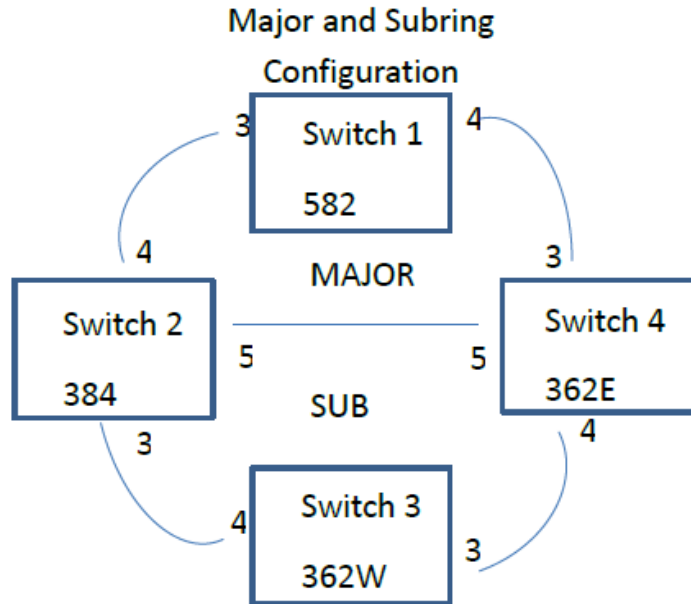 Major and Subring
Configuration
3
Switch 1
4
582
4
3
MAJOR
Switch 2
Switch 4
5
5
384
362E
SUB
3
4
Switch 3
4
3
362W